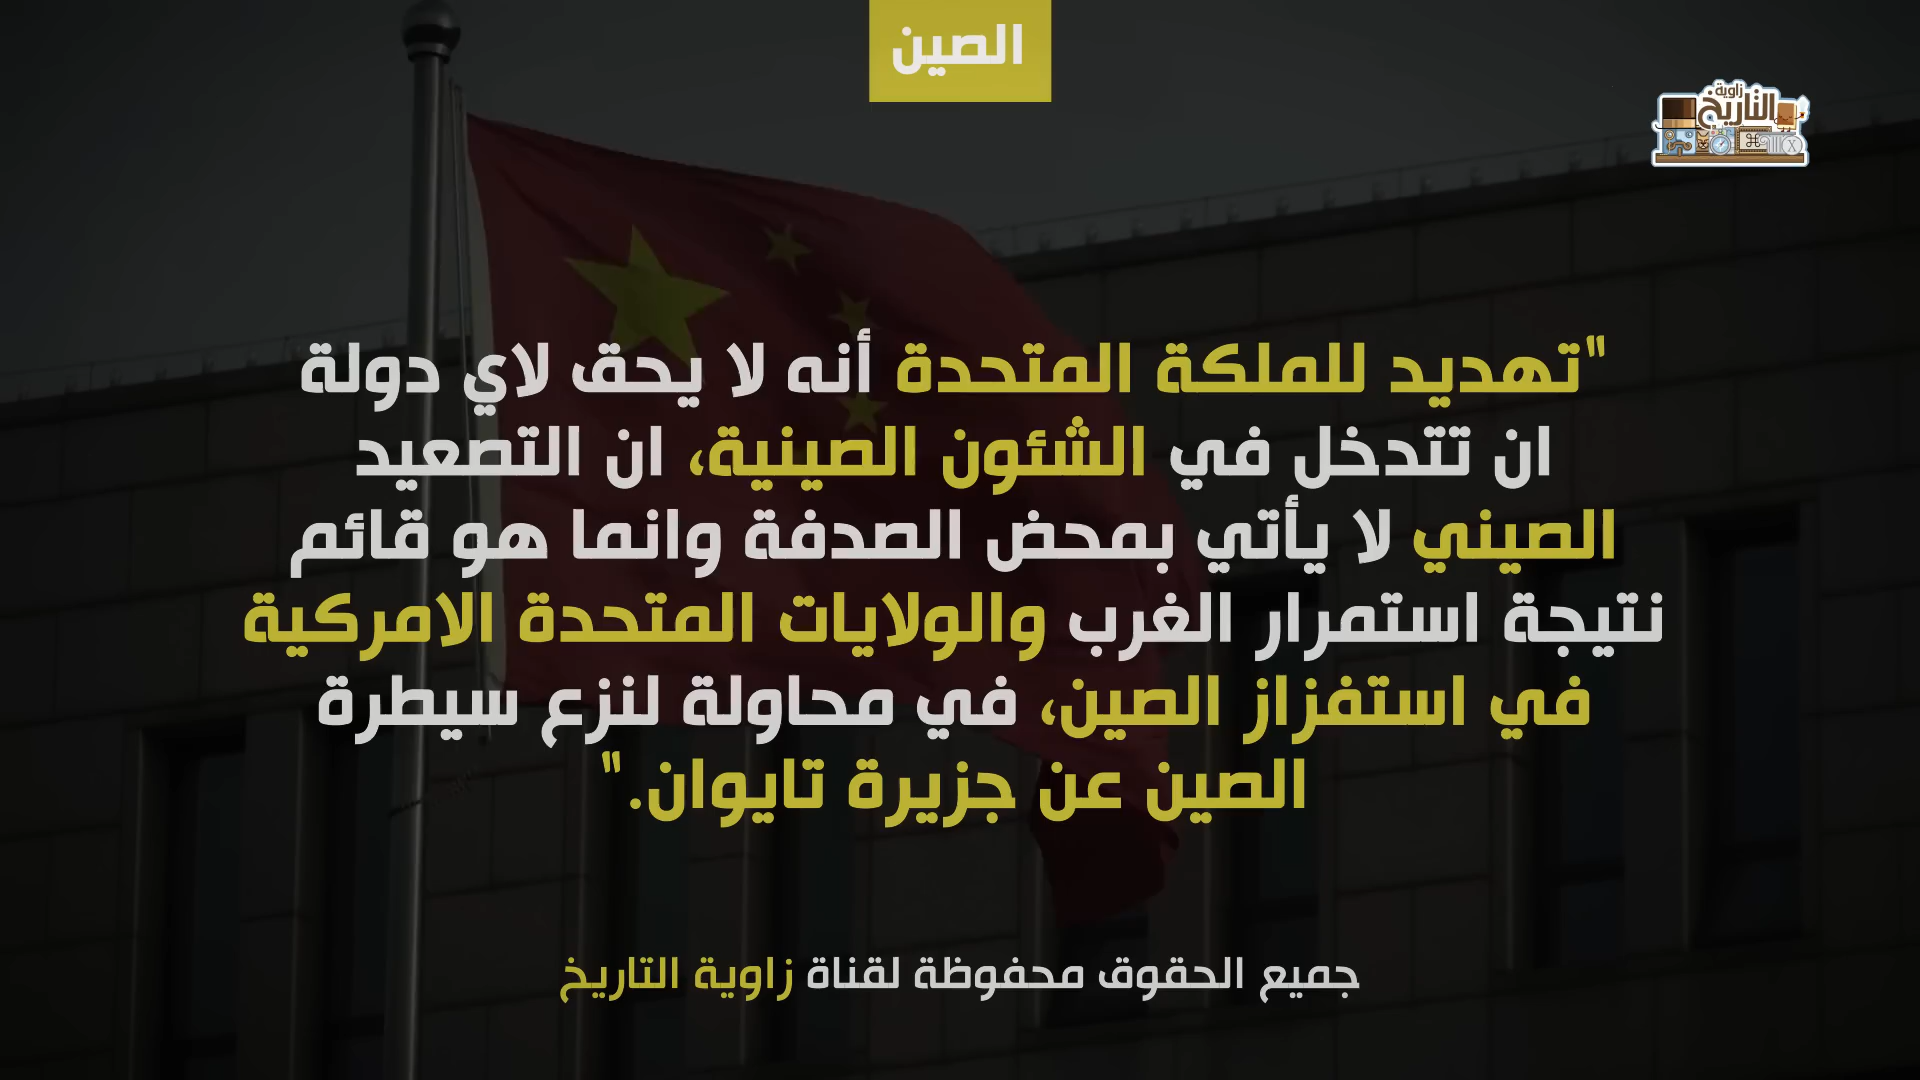 الصين
زاوية
التاريخ
"تهديد للملكة المتحدة أنه لا يحق لاي دولة
ان تتدخل في الشئون الصينية، ان التصعيد
الصيني لا يأتي بمحض الصدفة وانما هو قائم
نتيجة استمرار الغرب والولايات المتحدة الامركية
في استفزاز الصين، في محاولة لنزع سيطرة
الصين عن جزيرة تايوان."
جميع الحقوق محفوظة لقناة زاوية التاريخ